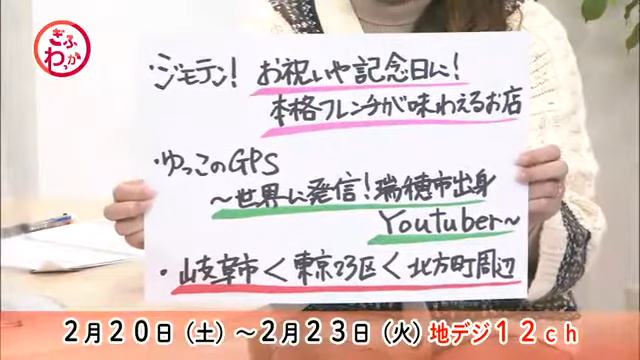 ぎふ
わっか
・ジモテン! お祝いや記念日に!
本格フレンチが味わえるお店
・ゆっこのGPS
～世界に発信!瑞穂市出身
Youtuber～
・岐阜市<東京23区<北方町周辺
2月20日(土)～2月23日(火)地デジ12ch